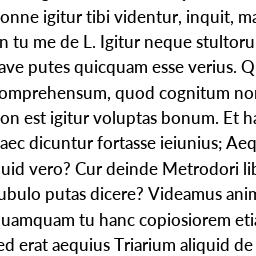 onne igitur tibi videntur, inquit, ma
n tu me de L. Igitur neque stultoru
ave putes quicquam esse verius. Q
omprehensum, quod cognitum non
on est igitur voluptas bonum. Et ha
aec dicuntur fortasse ieiunius; Aeq
uid vero? Cur deinde Metrodori lib
ubulo putas dicere? Videamus anim
uamquam tu hanc copiosiorem etia
ed erat aequius Triarium aliquid de